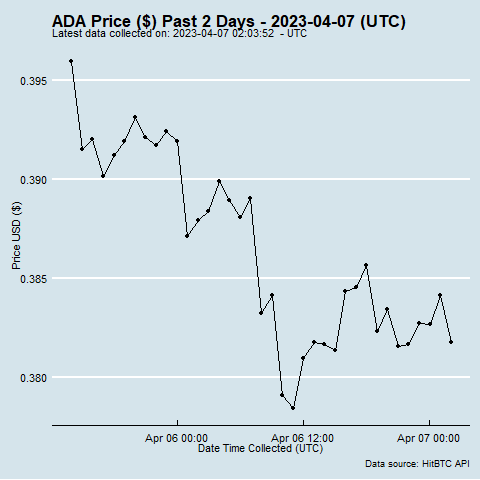 ADA Price ($) Past 2 Days - 2023-04-07 (UTC)
Latest data collected on: 2023-04-07 02:03:52 - UTC
0.395
0.390
0.385
0.380
Price USD ($)
Apr 06 00:00
Apr 06 12:00
Apr 07 00:00
Date Time Collected (UTC)
Data source: HitBTC API